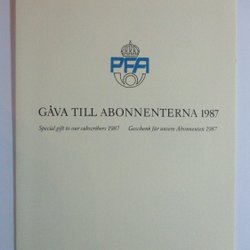 PFA
GÅVA TILL ABONNENTERNA 1987
Special gift to our subscribers 1987 Geschenk für unsere Abonnenten 1987